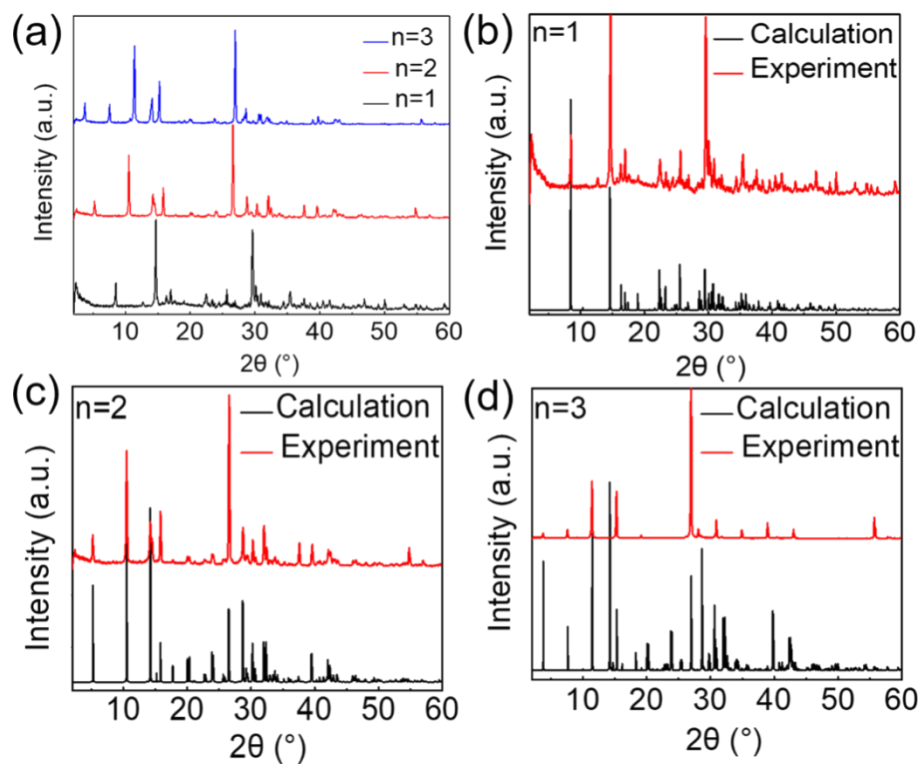 (a)
n=3
n=2
n=1
Intensity (a.u.)
10 20 30 40 50 60
2θ (°)
(b)
n=1
Calculation
Experiment
Intensity (a.u.)
10 20 30 40 50 60
2θ (°)
(c)
n=2
Calculation
Experiment
Intensity (a.u.)
10 20 30 40 50 60
2θ (°)
(d)
n=3
Calculation
Experiment
Intensity (a.u.)
10 20 30 40 50 60
2θ (°)